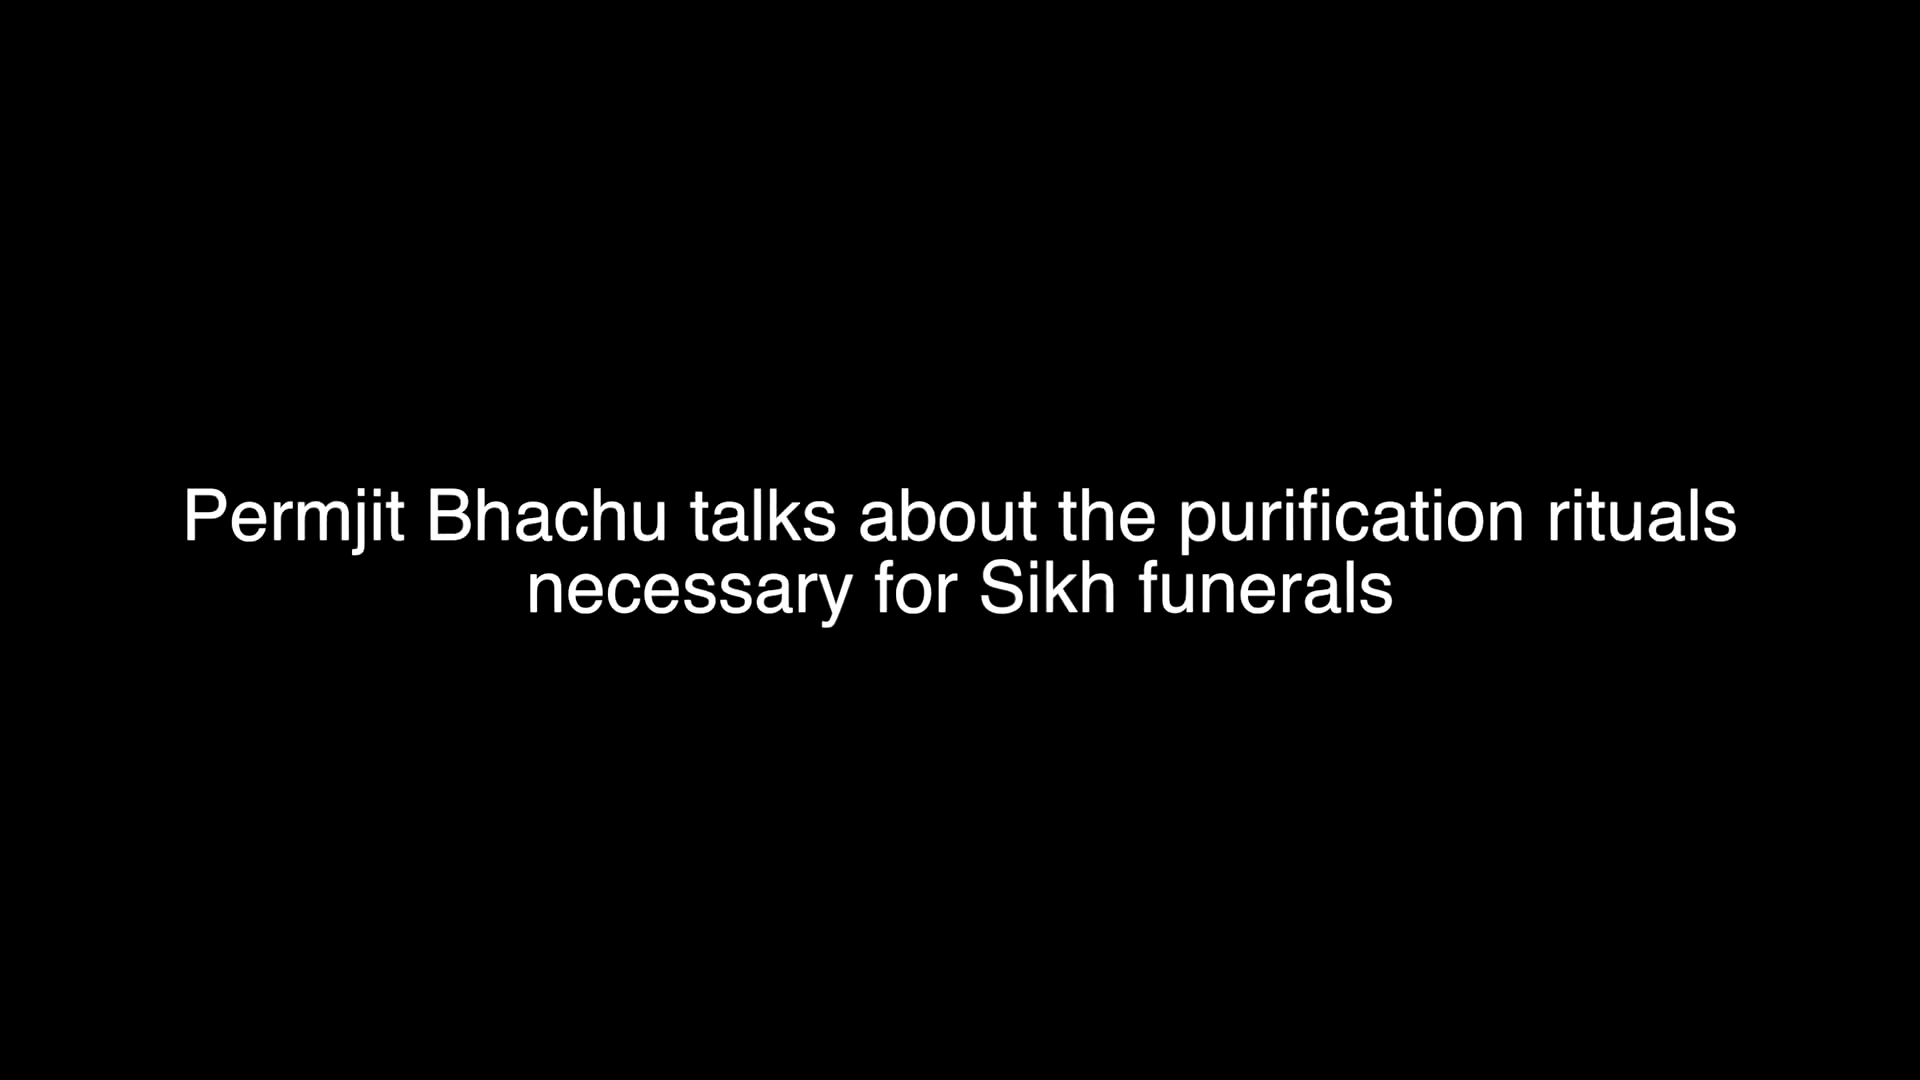 Permjit Bhachu talks about the purification rituals
necessary for Sikh funerals